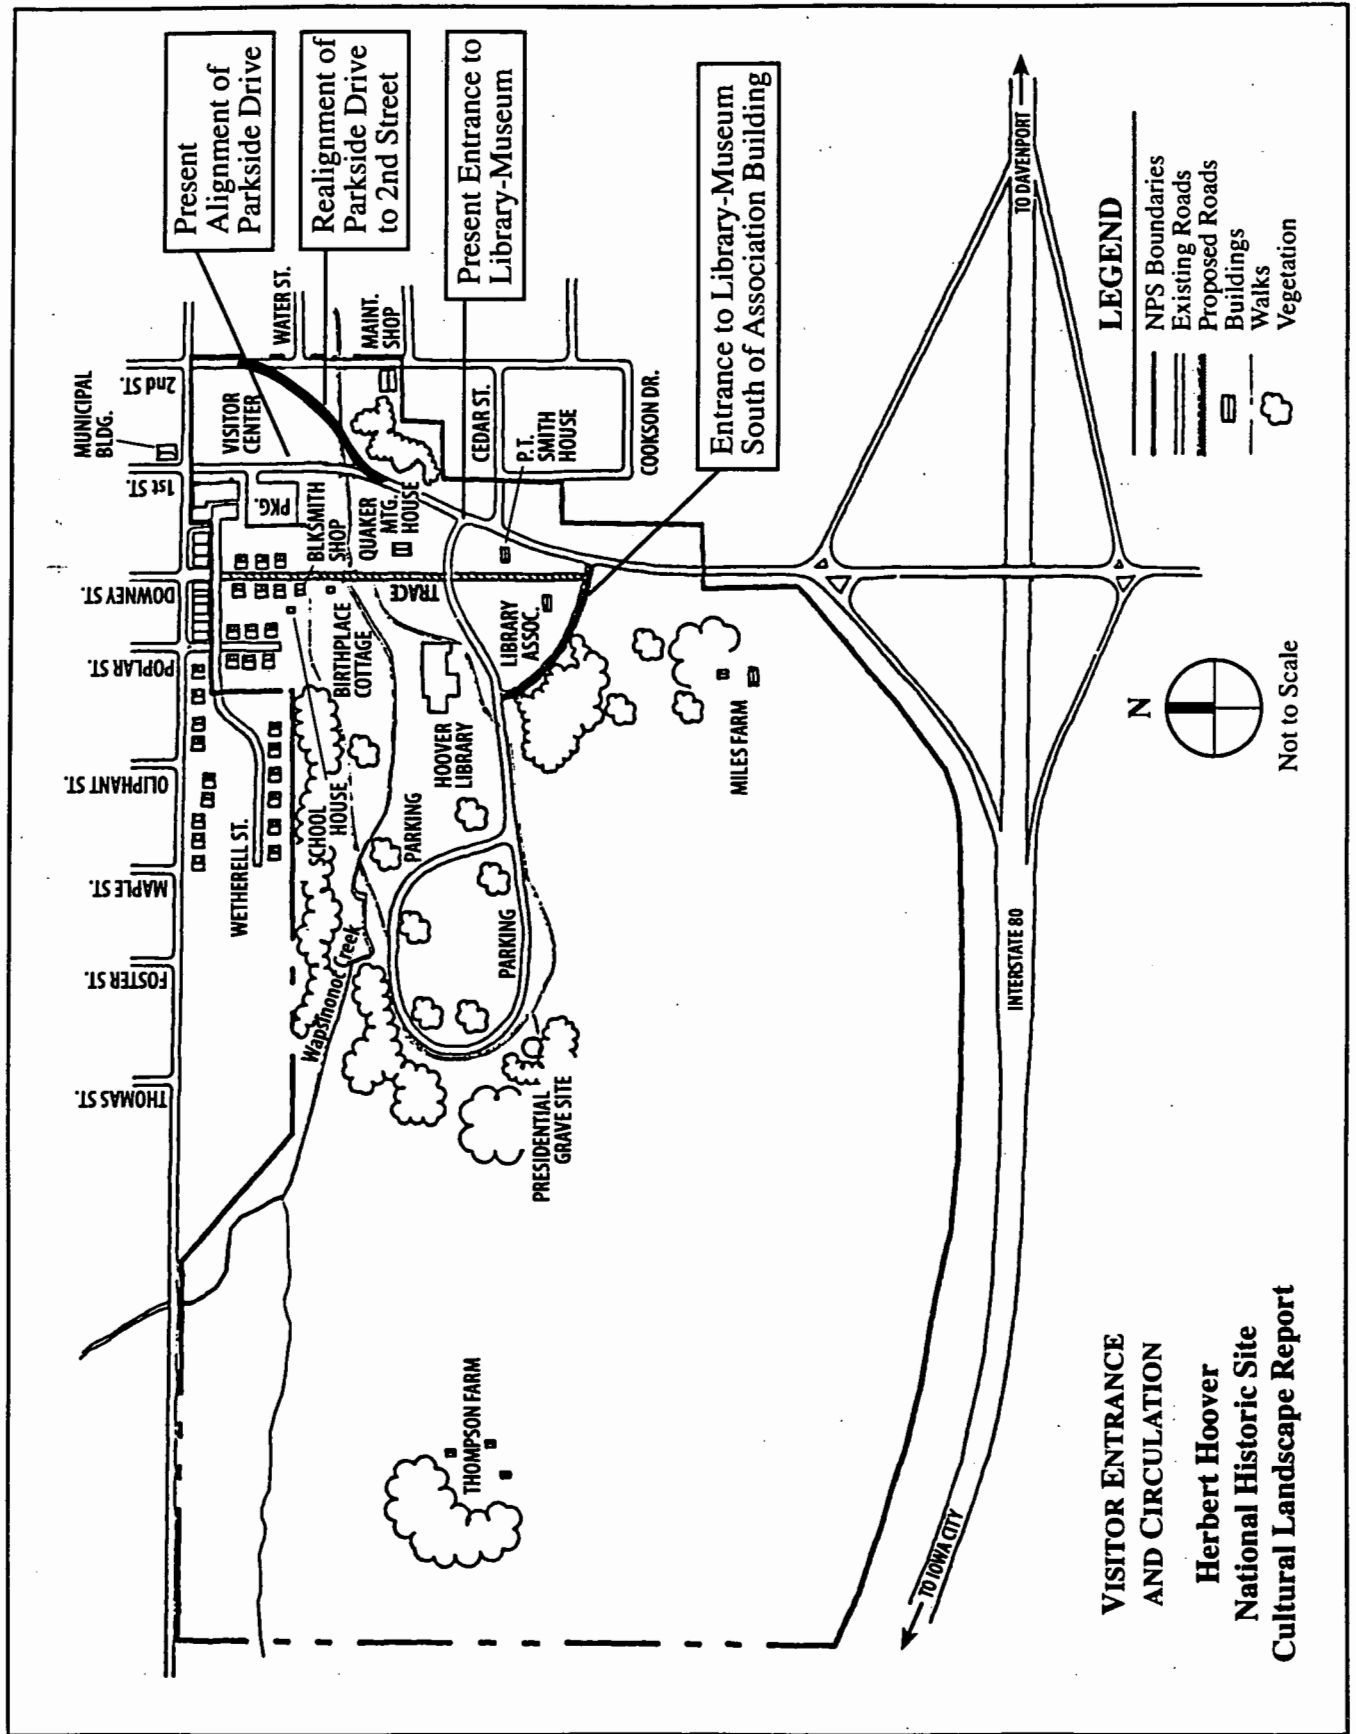 Present
Alignment of
Parkside Drive
Realignment of
Parkside Drive
to 2nd Street
Present Entrance to
Library-Museum
Entrance to Library-Museum
South of Association Building
MUNICIPAL
BLDG.
THOMAS ST.
FOSTER ST.
MAPLE ST.
OLIPHANT ST.
POPLAR ST.
DOWNEY ST.
1st ST.
2nd ST.
WETHERELL ST.
PKG.
VISITOR
CENTER
WATER ST.
MAINT.
SHOP
BLKSMITH
SHOP
QUAKER
MTG.
HOUSE
SCHOOL
HOUSE
BIRTHPLACE
COTTAGE
TRACE
Wapsinonoc Creek
PARKING
PARKING
HOOVER
LIBRARY
LIBRARY
ASSOC.
CEDAR ST.
P.T.
SMITH
HOUSE
COOKSON DR.
PRESIDENTIAL
GRAVE SITE
THOMPSON FARM
MILES FARM
INTERSTATE 80
TO IOWA CITY
TO DAVENPORT
VISITOR ENTRANCE
AND CIRCULATION
Herbert Hoover
National Historic Site
Cultural Landscape Report
N
Not to Scale
LEGEND
NPS Boundaries
Existing Roads
Proposed Roads
Buildings
Walks
Vegetation